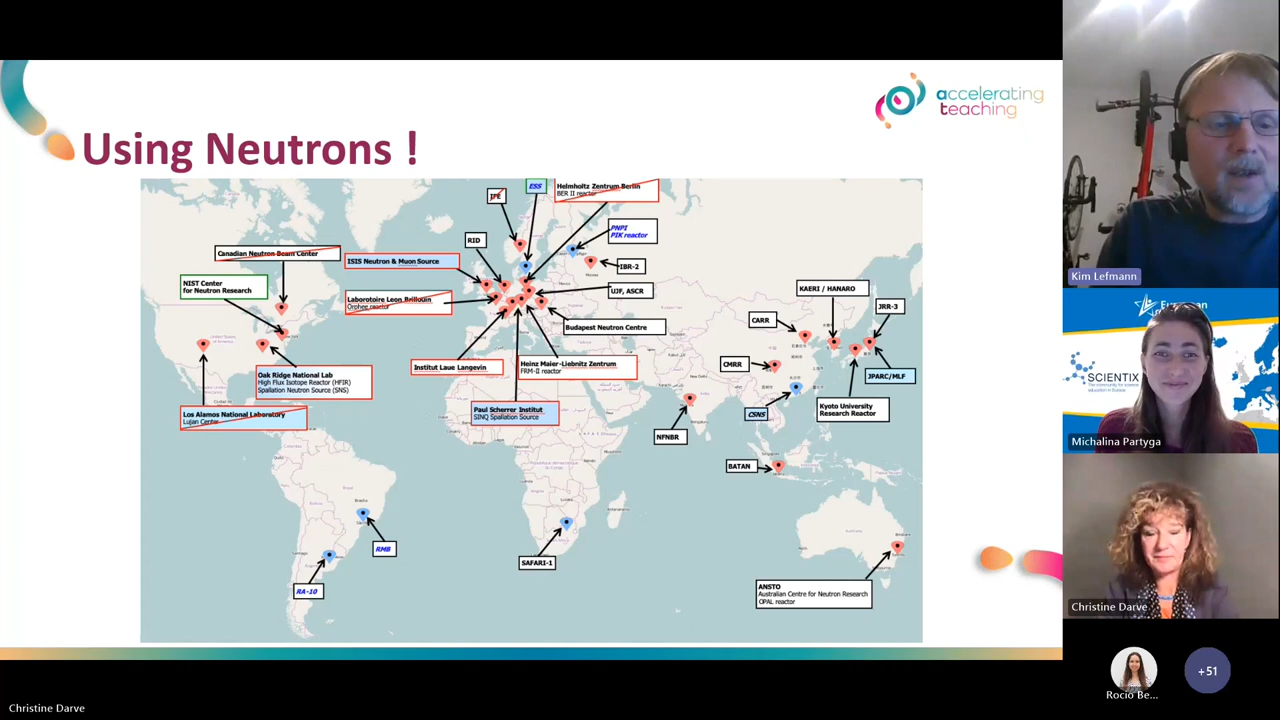 accelerating
teaching
Using Neutrons !
IFE
ESS
Helmholtz Zentrum Berlin
BER II reactor
RID
PNPI
PIK reactor
Canadian Neutron Beam Center
ISIS Neutron & Muon Source
IBR-2
NIST Center
for Neutron Research
Laborotoire Leon Brillouin
Orphee reactor
UJF, ASCR
KAERI / HANARO
JRR-3
CARR
Budapest Neutron Centre
Institut Laue Langevin
Heinz Maier-Liebnitz Zentrum
FRM-II reactor
CMRR
JPARC/MLF
Oak Ridge National Lab
High Flux Isotope Reactor (HFIR)
Spallation Neutron Source (SNS)
Los Alamos National Laboratory
Lujan Center
Paul Scherrer Institut
SINQ Spallation Source
CSNS
Kyoto University
Research Reactor
NFNBR
BATAN
RMB
SAFARI-1
RA-10
ANSTO
Australian Centre for Neutron Research
OPAL reactor
Kim Lefmann
European
SCIENTIX
Michalina Partyga
Christine Darve
Rocio Be...
+51
Christine Darve